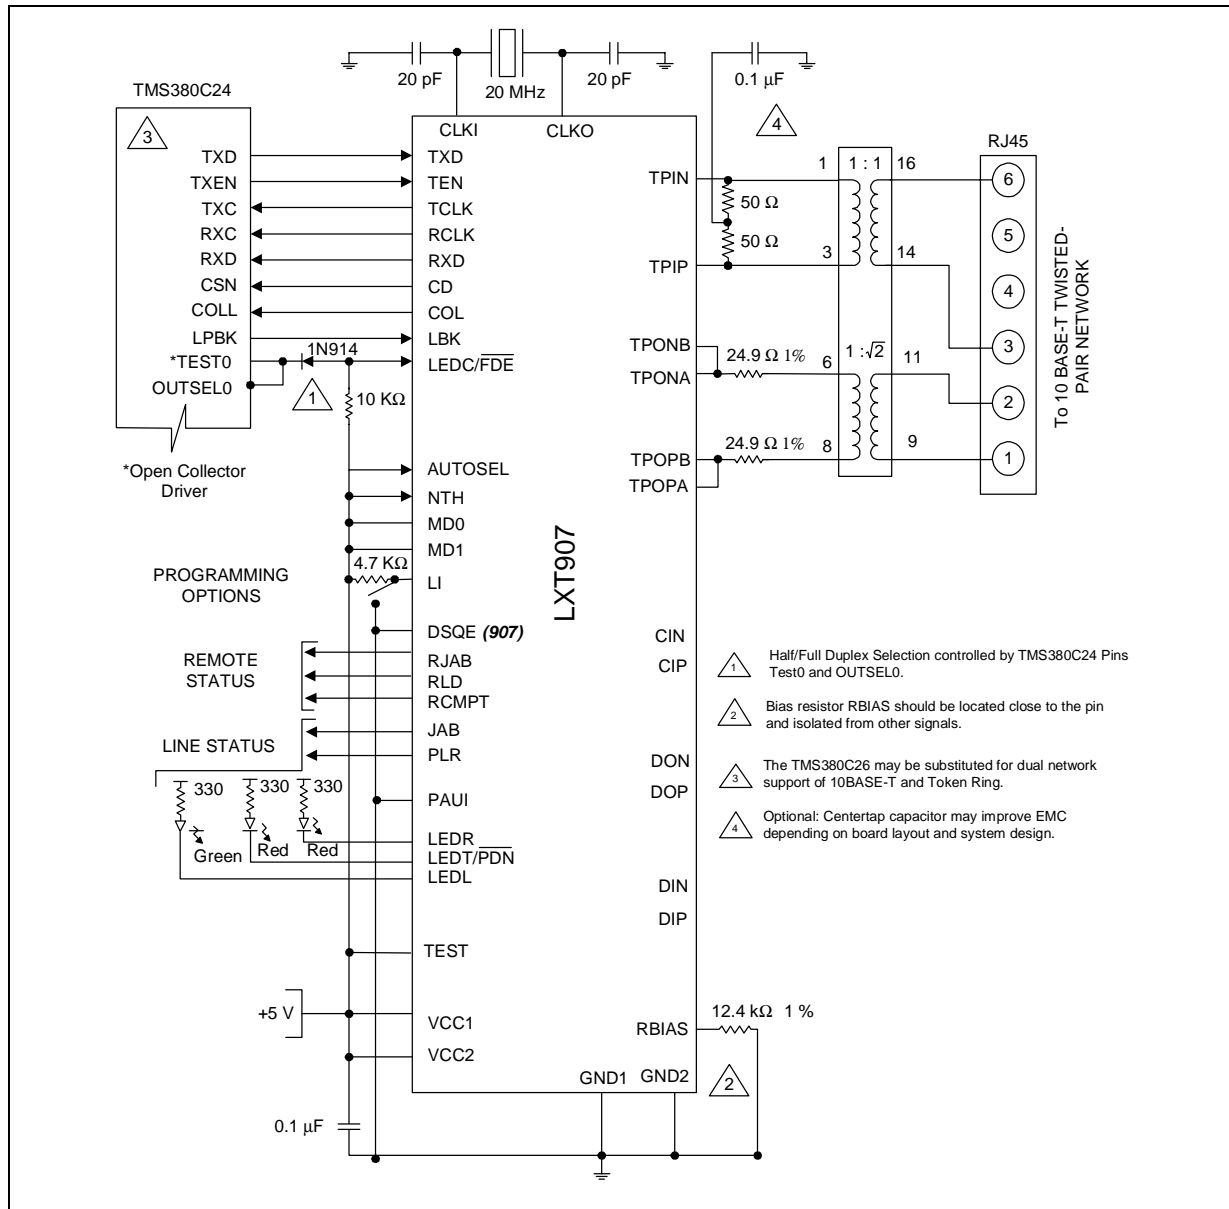 20 pF
20 MHz
20 pF
0.1 μF
4
TMS380C24
3
TXD
TXEN
TXC
RXC
RXD
CSN
COLL
LPBK
*TEST0
OUTSEL0
*Open Collector
Driver
1N914
1
10 KΩ
CLKI
CLKO
TXD
TEN
TCLK
RCLK
RXD
CD
COL
LBK
LEDC/FDE
AUTOSEL
NTH
MD0
MD1
4.7 KΩ
LI
DSQE (907)
RJAB
RLD
RCMPT
JAB
PLR
PAUI
LEDR
LEDT/PDN
LEDL
TEST
VCC1
VCC2
PROGRAMMING
OPTIONS
REMOTE
STATUS
LINE STATUS
330
330
330
Green
Red
Red
+5 V
0.1 μF
LXT907
TPIN
TPIP
TPONB
TPONA
TPOPB
TPOPA
CIN
CIP
DON
DOP
DIN
DIP
RBIAS
GND1
GND2
50 Ω
50 Ω
24.9 Ω 1%
24.9 Ω 1%
12.4 kΩ 1 %
2
1
1 : 1
16
3
14
6
1 : √2
11
8
9
RJ45
6
5
4
3
2
1
To 10 BASE-T TWISTED-
PAIR NETWORK
1
Half/Full Duplex Selection controlled by TMS380C24 Pins
Test0 and OUTSEL0.
2
Bias resistor RBIAS should be located close to the pin
and isolated from other signals.
3
The TMS380C26 may be substituted for dual network
support of 10BASE-T and Token Ring.
4
Optional: Centertap capacitor may improve EMC
depending on board layout and system design.